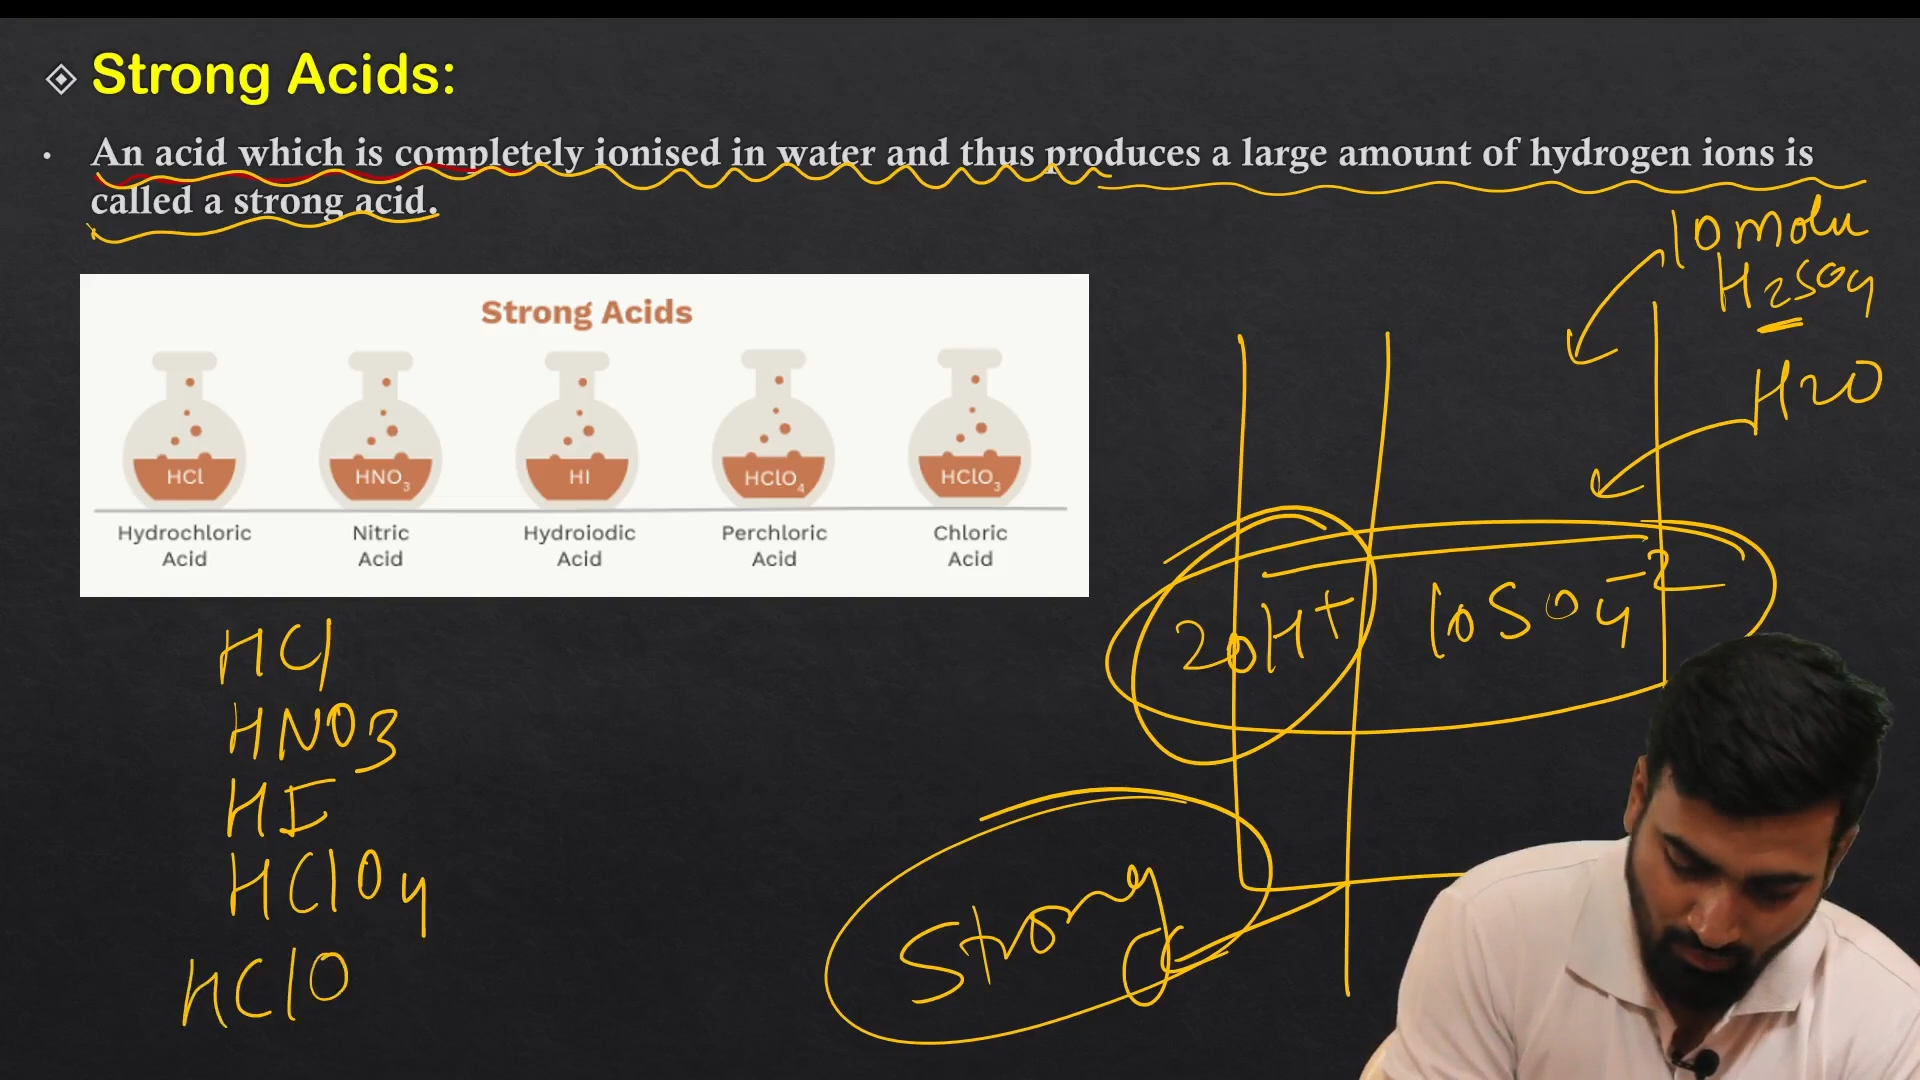 Strong Acids:
An acid which is completely ionised in water and thus produces a large amount of hydrogen ions is
called a strong acid.
10 molu
H2SO4
H2O
Strong Acids
HCl HNO3 HI HClO4 HClO3
Hydrochloric Acid
Nitric Acid
Hydroiodic Acid
Perchloric Acid
Chloric Acid
20H+ 10SO4-2
HCl
HNO3
HI
HClO4
HClO
Strong